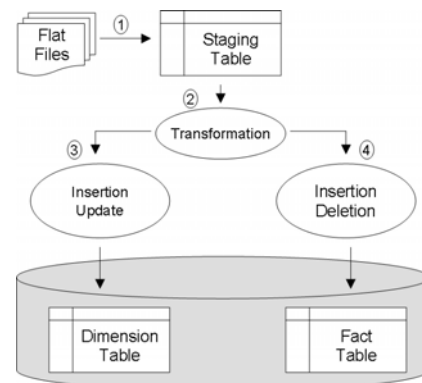 Flat
Files
①
Staging
Table
②
Transformation
③
④
Insertion
Update
Insertion
Deletion
Dimension
Table
Fact
Table